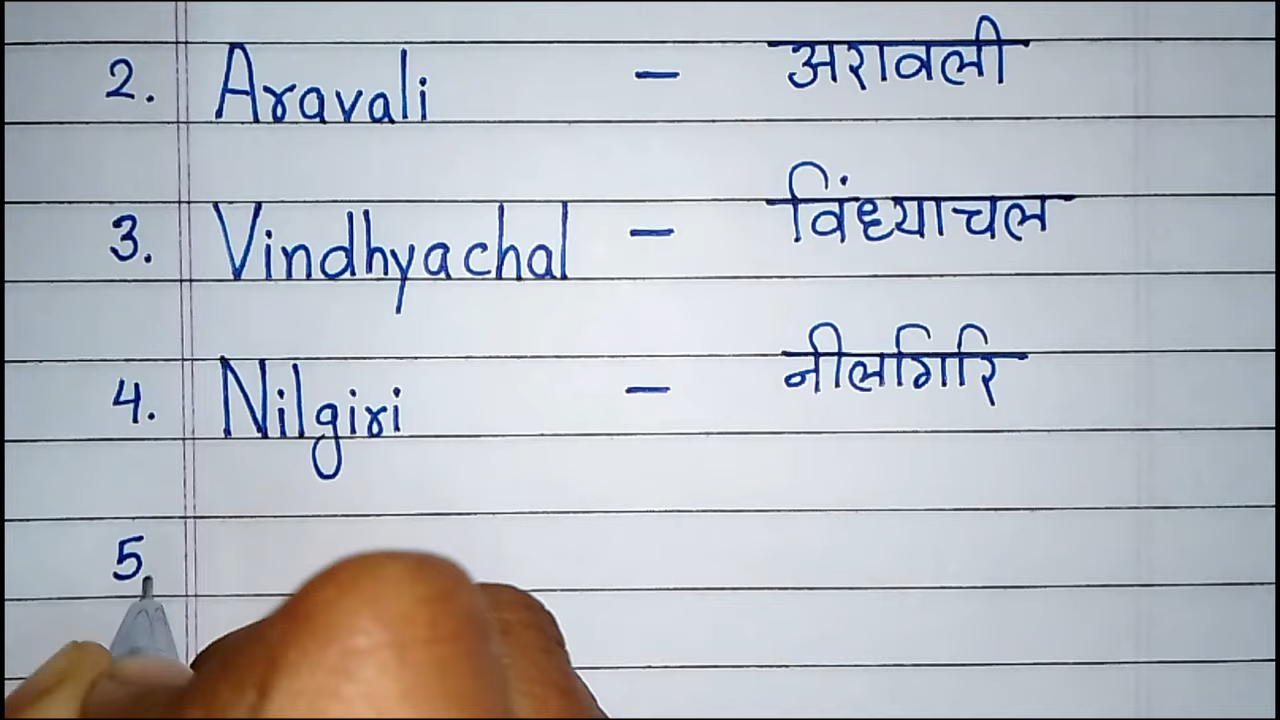 2. Aravali - अरावली
3. Vindhyachal - विंध्याचल
4. Nilgiri - नीलगिरि
5.